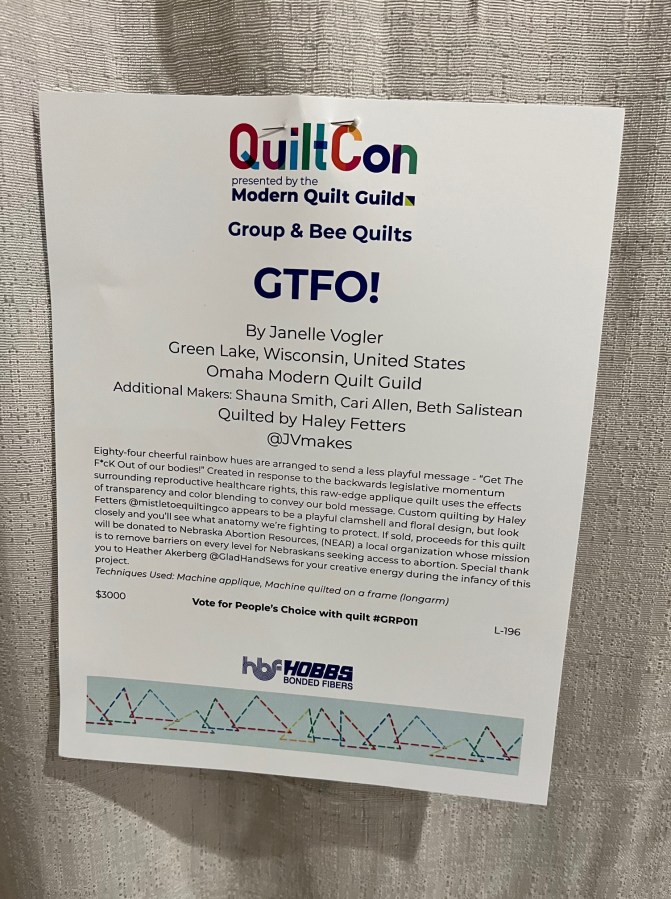 QuiltCon
presented by the
Modern Quilt Guild
Group & Bee Quilts
GTFO!
By Janelle Vogler
Green Lake, Wisconsin, United States
Omaha Modern Quilt Guild
Additional Makers: Shauna Smith, Cari Allen, Beth Salistean
Quilted by Haley Fetters
@JVmakes
Eighty-four cheerful rainbow hues are arranged to send a less playful message - "Get The
F*cK Out of our bodies!" Created in response to the backwards legislative momentum
surrounding reproductive healthcare rights, this raw-edge applique quilt uses the effects
of transparency and color blending to convey our bold message. Custom quilting by Haley
Fetters @mistletoequiltingco appears to be a playful clamshell and floral design, but look
closely and you'll see what anatomy we're fighting to protect. If sold, proceeds for this quilt
will be donated to Nebraska Abortion Resources, (NEAR) a local organization whose mission
is to remove barriers on every level for Nebraskans seeking access to abortion. Special thank
you to Heather Akerberg @GladHandSews for your creative energy during the infancy of this
project.
Techniques Used: Machine applique, Machine quilted on a frame (longarm)
$3000
Vote for People's Choice with quilt #GRP011
L-196
hbf HOBBS
BONDED FIBERS